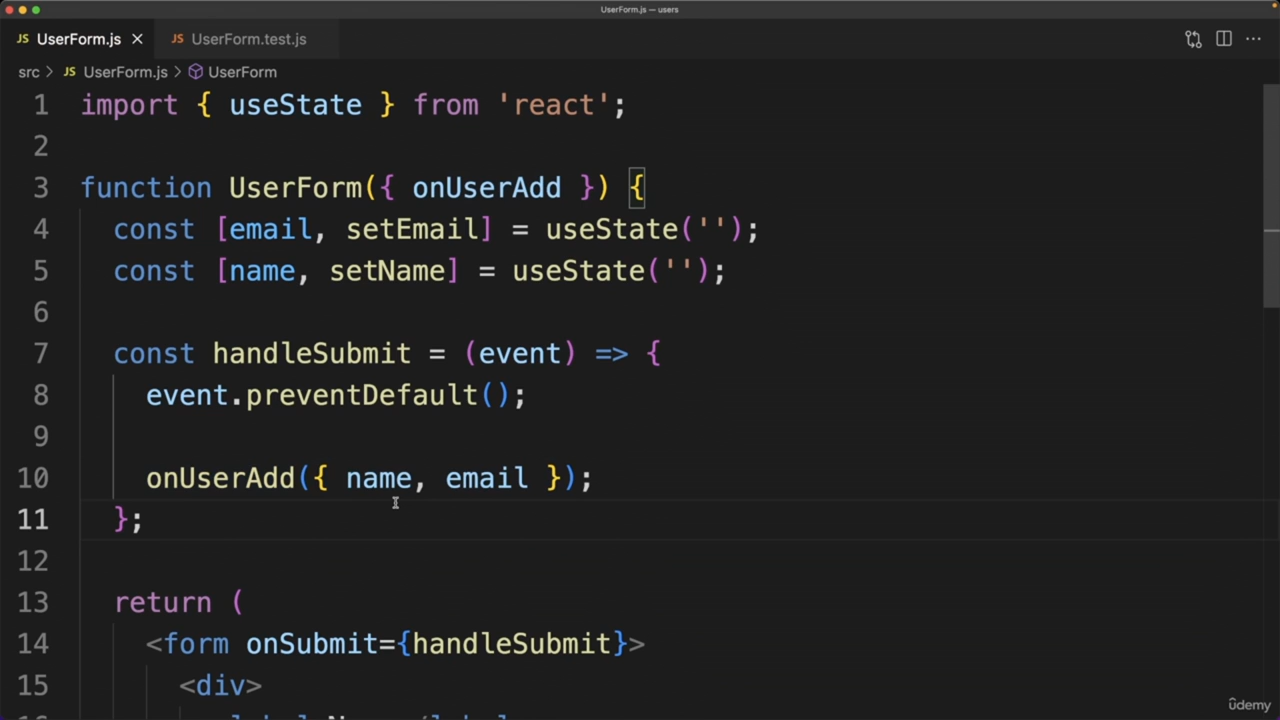 UserForm.js — users
JS UserForm.js
JS UserForm.test.js
src > JS UserForm.js > UserForm
1 import { useState } from 'react';
2
3 function UserForm({ onUserAdd }) {
4 const [email, setEmail] = useState('');
5 const [name, setName] = useState('');
6
7 const handleSubmit = (event) => {
8 event.preventDefault();
9
10 onUserAdd({ name, email });
11 };
12
13 return (
14 <form onSubmit={handleSubmit}>
15 <div>
udemy